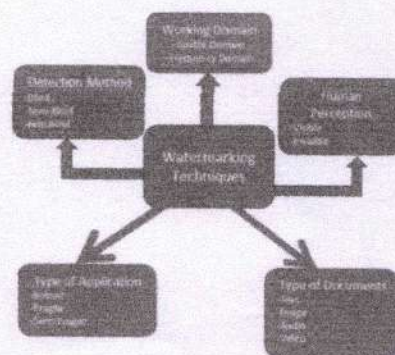 Working Domain
Spatial Domain
Frequency Domain
Detection Method
Blind
Semi Blind
Non Blind
Human
Perception
Visible
Invisible
Watermarking
Techniques
Type of Application
Robust
Fragile
Semi Fragile
Type of Documents
Text
Image
Audio
Video